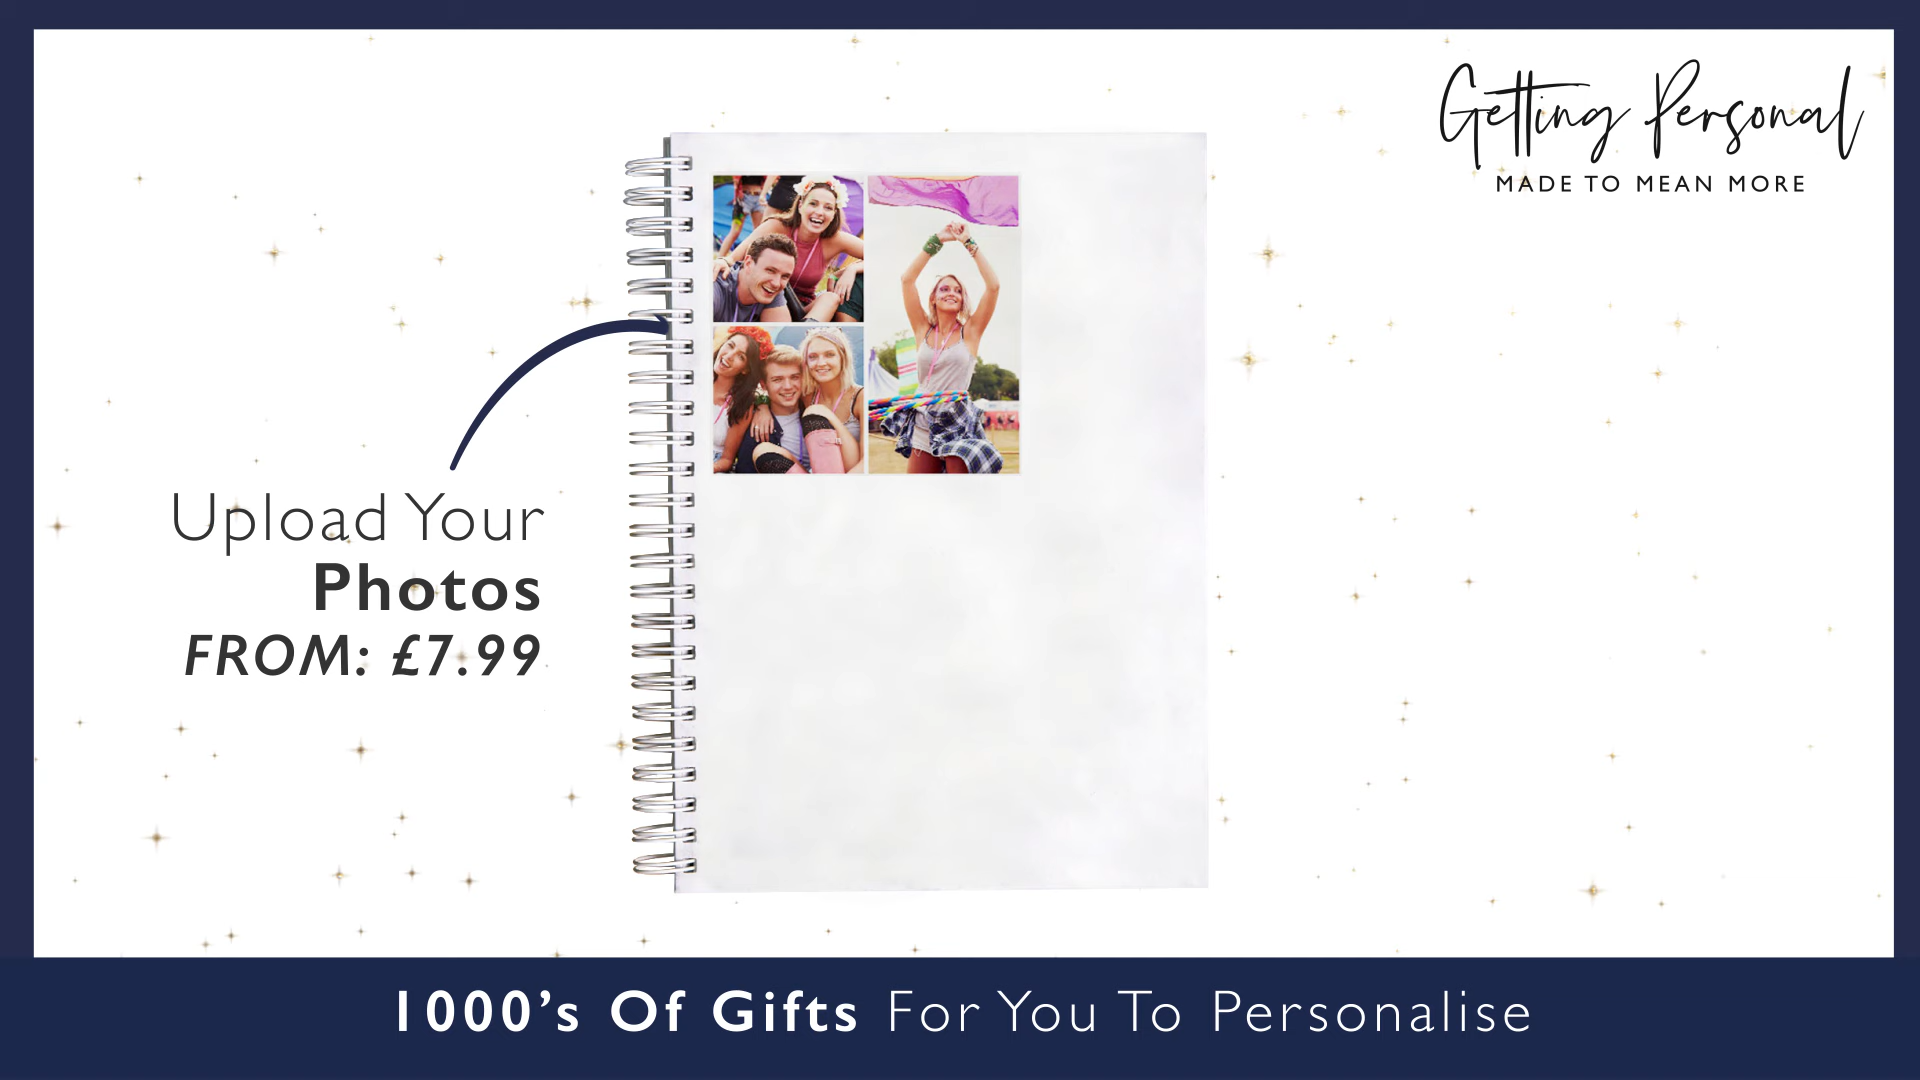 Getting Personal
MADE TO MEAN MORE
Upload Your
Photos
FROM: £7.99
1000’s Of Gifts For You To Personalise